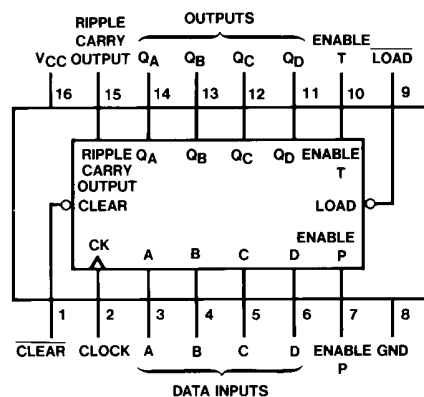 RIPPLE OUTPUTS
CARRY ENABLE
VCC OUTPUT QA QB QC QD T LOAD
16 15 14 13 12 11 10 9
RIPPLE QA QB QC QD ENABLE
CARRY T
OUTPUT
CLEAR LOAD
CK ENABLE
A B C D P
1 2 3 4 5 6 7 8
CLEAR CLOCK A B C D ENABLE GND
P
DATA INPUTS